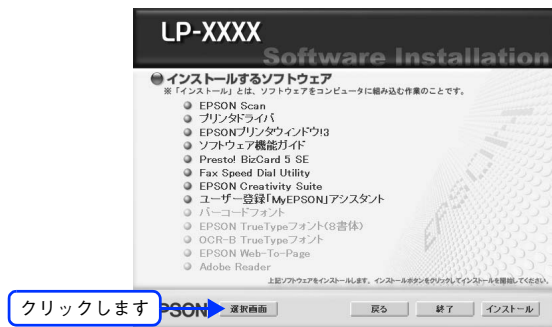 LP-XXXX
Software Installation
インストールするソフトウェア
※「インストール」とは、ソフトウェアをコンピュータに組み込む作業のことです。
EPSON Scan
プリンタドライバ
EPSONプリンタウィンドウ!3
ソフトウェア機能ガイド
Presto! BizCard 5 SE
Fax Speed Dial Utility
EPSON Creativity Suite
ユーザー登録「MyEPSON」アシスタント
バーコードフォント
EPSON TrueTypeフォント(8書体)
OCR-B TrueTypeフォント
EPSON Web-To-Page
Adobe Reader
EPSON
上記ソフトウェアをインストールします。インストールボタンをクリックしてインストールを開始してください。
クリックします
EPSON 選択画面 戻る 終了 インストール